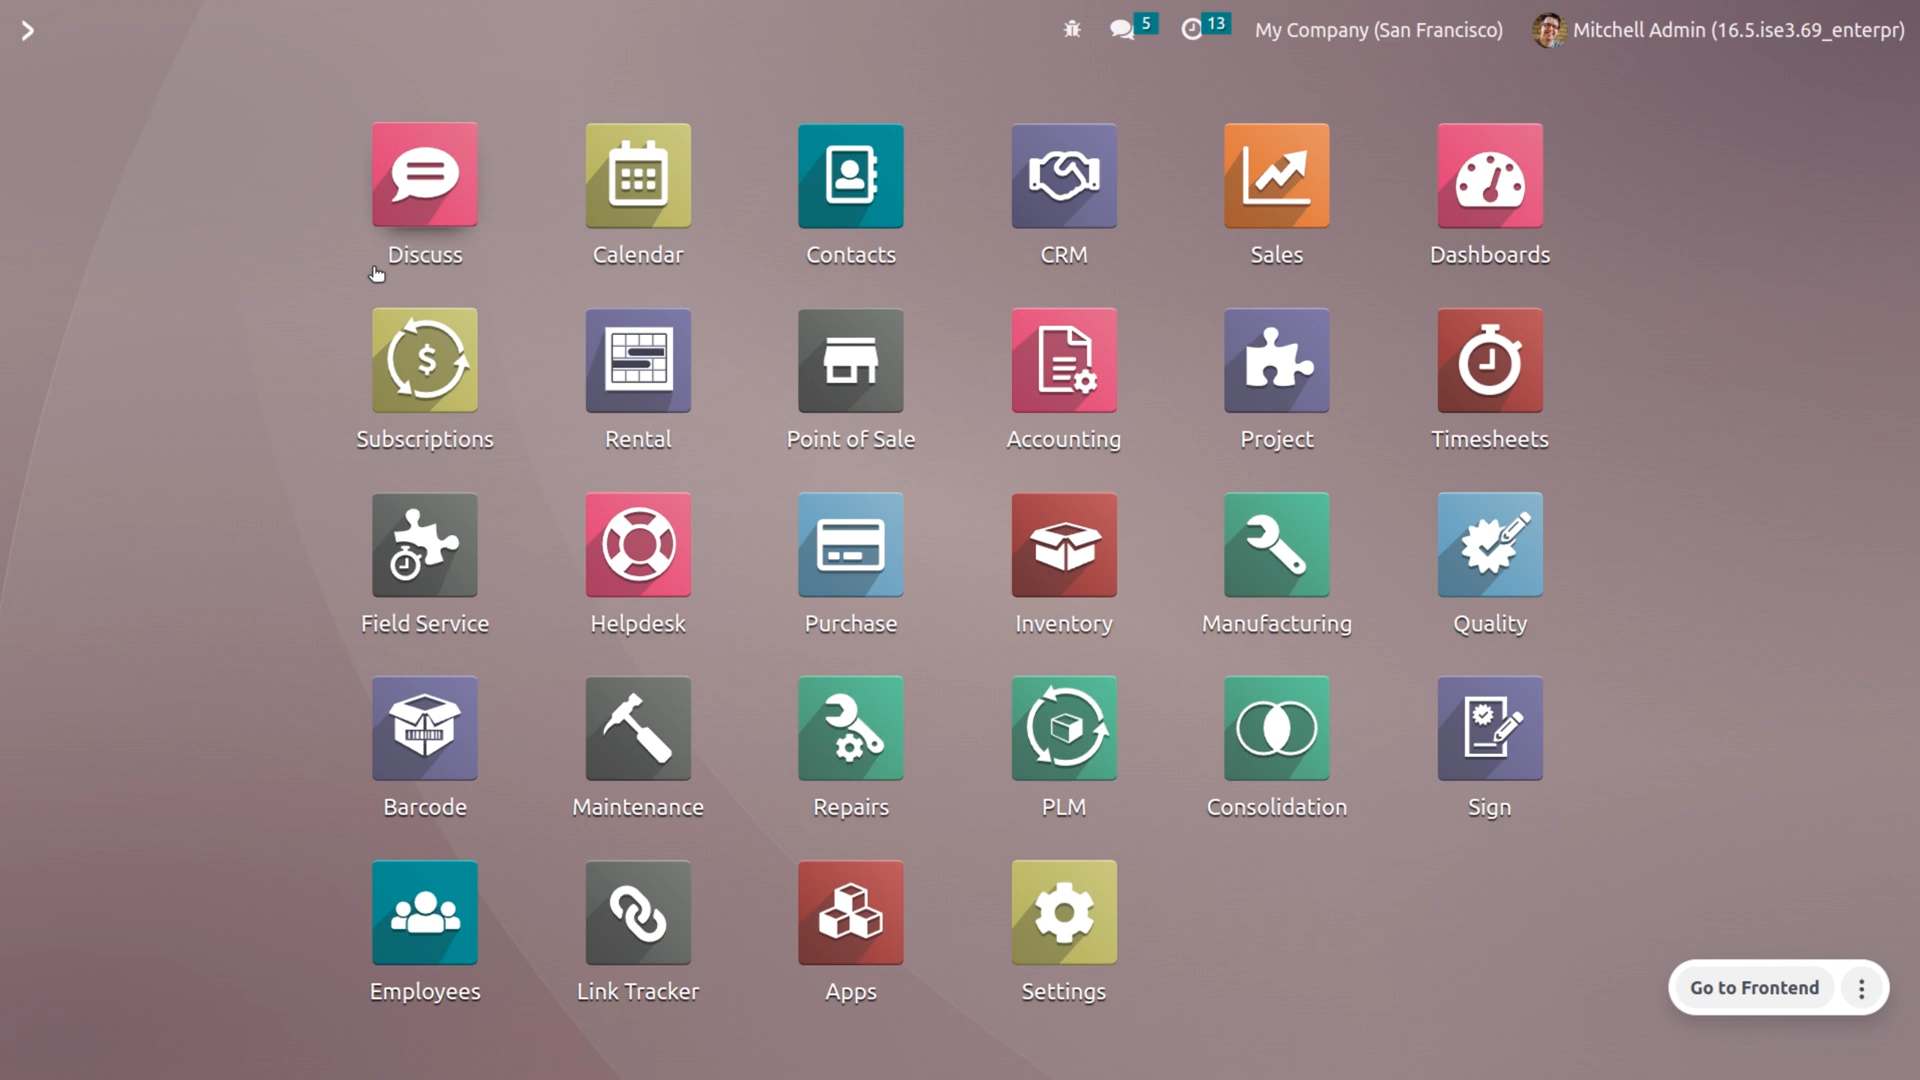 5 13 My Company (San Francisco) Mitchell Admin (16.5.ise3.69_enterpr)
Discuss Calendar Contacts CRM Sales Dashboards
Subscriptions Rental Point of Sale Accounting Project Timesheets
Field Service Helpdesk Purchase Inventory Manufacturing Quality
Barcode Maintenance Repairs PLM Consolidation Sign
Employees Link Tracker Apps Settings
Go to Frontend